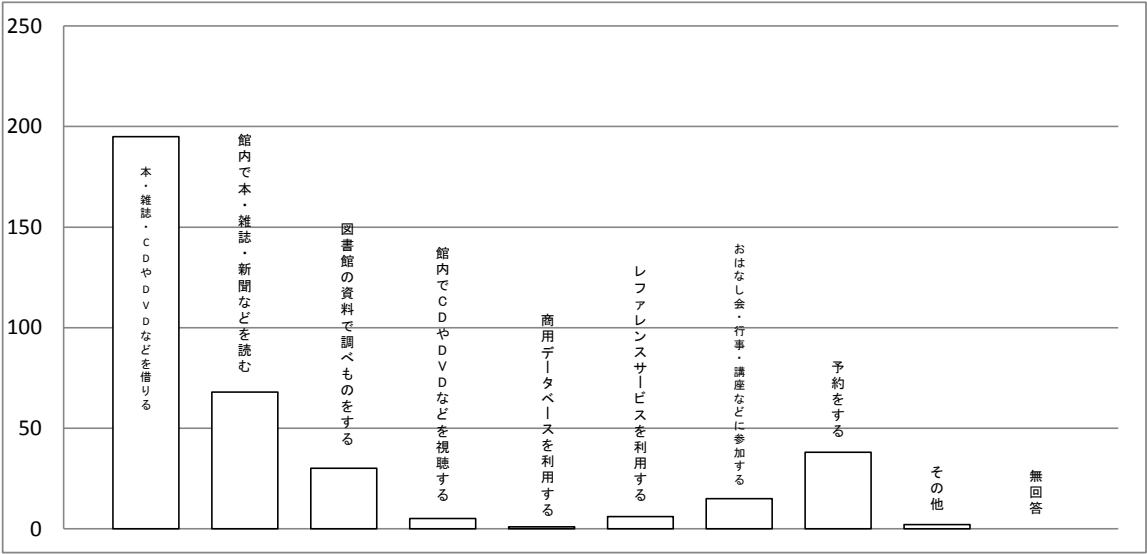 250
200
150
100
50
0
本・雑誌・CDやDVDなどを借りる
館内で本・雑誌・新聞などを読む
図書館の資料で調べものをする
館内でCDやDVDなどを視聴する
商用データベースを利用する
レファレンスサービスを利用する
おはなし会・行事・講座などに参加する
予約をする
その他
無回答